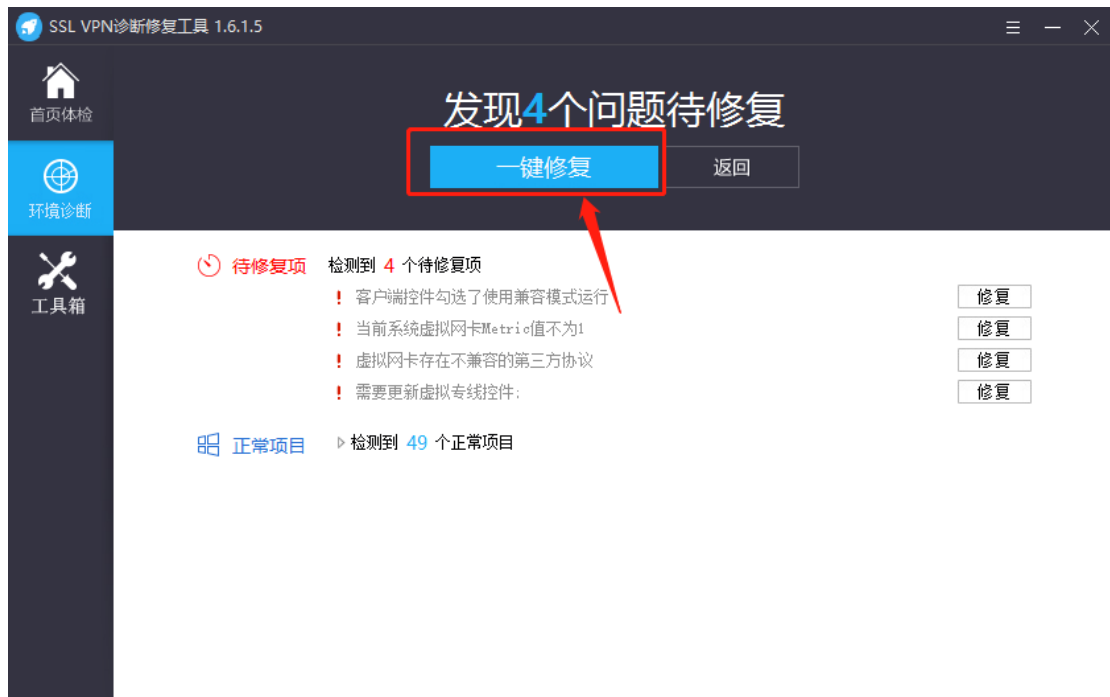 SSL VPN诊断修复工具 1.6.1.5
首页体检
环境诊断
工具箱
发现4个问题待修复
一键修复
返回
待修复项 检测到 4 个待修复项
! 客户端控件勾选了使用兼容模式运行 修复
! 当前系统虚拟网卡Metric值不为1 修复
! 虚拟网卡存在不兼容的第三方协议 修复
! 需要更新虚拟专线控件; 修复
正常项目 检测到 49 个正常项目